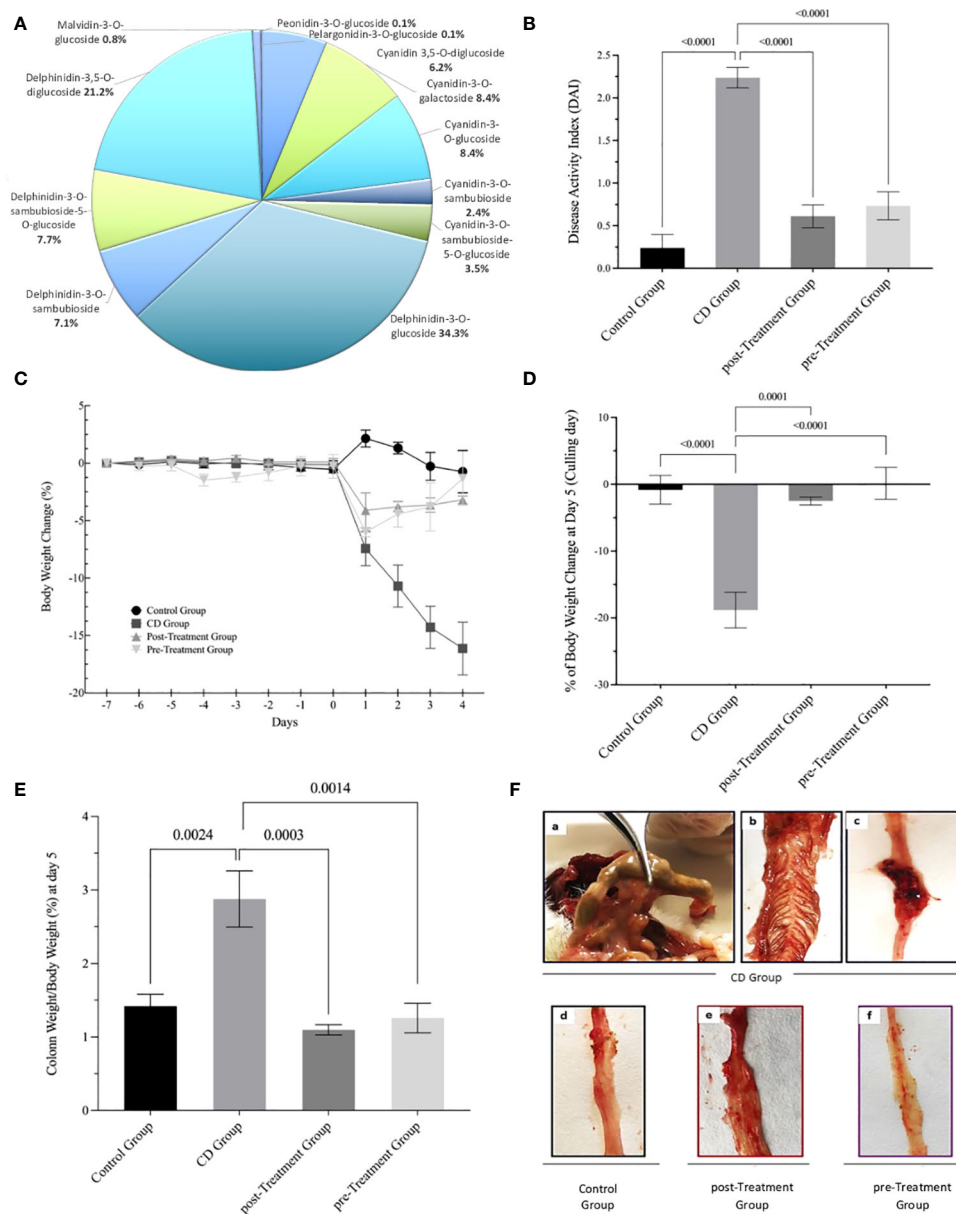 A
Malvidin-3-O-
glucoside 0.8%
Peonidin-3-O-glucoside 0.1%
Pelargonidin-3-O-glucoside 0.1%
Cyanidin 3,5-O-diglucoside
6.2%
Cyanidin-3-O-
galactoside 8.4%
Cyanidin-3-
O-glucoside
8.4%
Cyanidin-3-O-
sambubioside
2.4%
Cyanidin-3-O-
sambubioside-
5-O-glucoside
3.5%
Delphinidin-3-O-
glucoside 34.3%
Delphinidin-3-O-
sambubioside
7.1%
Delphinidin-3-O-
sambubioside-5-
O-glucoside
7.7%
Delphinidin-3,5-O-
diglucoside
21.2%
B
<0.0001
<0.0001
<0.0001
Disease Activity Index (DAI)
2.5
2.0
1.5
1.0
0.5
0.0
Control Group
CD Group
post-Treatment Group
pre-Treatment Group
C
Body Weight Change (%)
5
0
-5
-10
-15
-20
Control Group
CD Group
Post-Treatment Group
Pre-Treatment Group
-7 -6 -5 -4 -3 -2 -1 0 1 2 3 4
Days
D
0.0001
<0.0001
<0.0001
% of Body Weight Change at Day 5 (Culling day)
10
0
-10
-20
-30
Control Group
CD Group
post-Treatment Group
pre-Treatment Group
E
0.0014
0.0024
0.0003
Colonn Weight/Body Weight (%) at day 5
4
3
2
1
0
Control Group
CD Group
post-Treatment Group
pre-Treatment Group
F
a
b
c
CD Group
d
e
f
Control
Group
post-Treatment
Group
pre-Treatment
Group